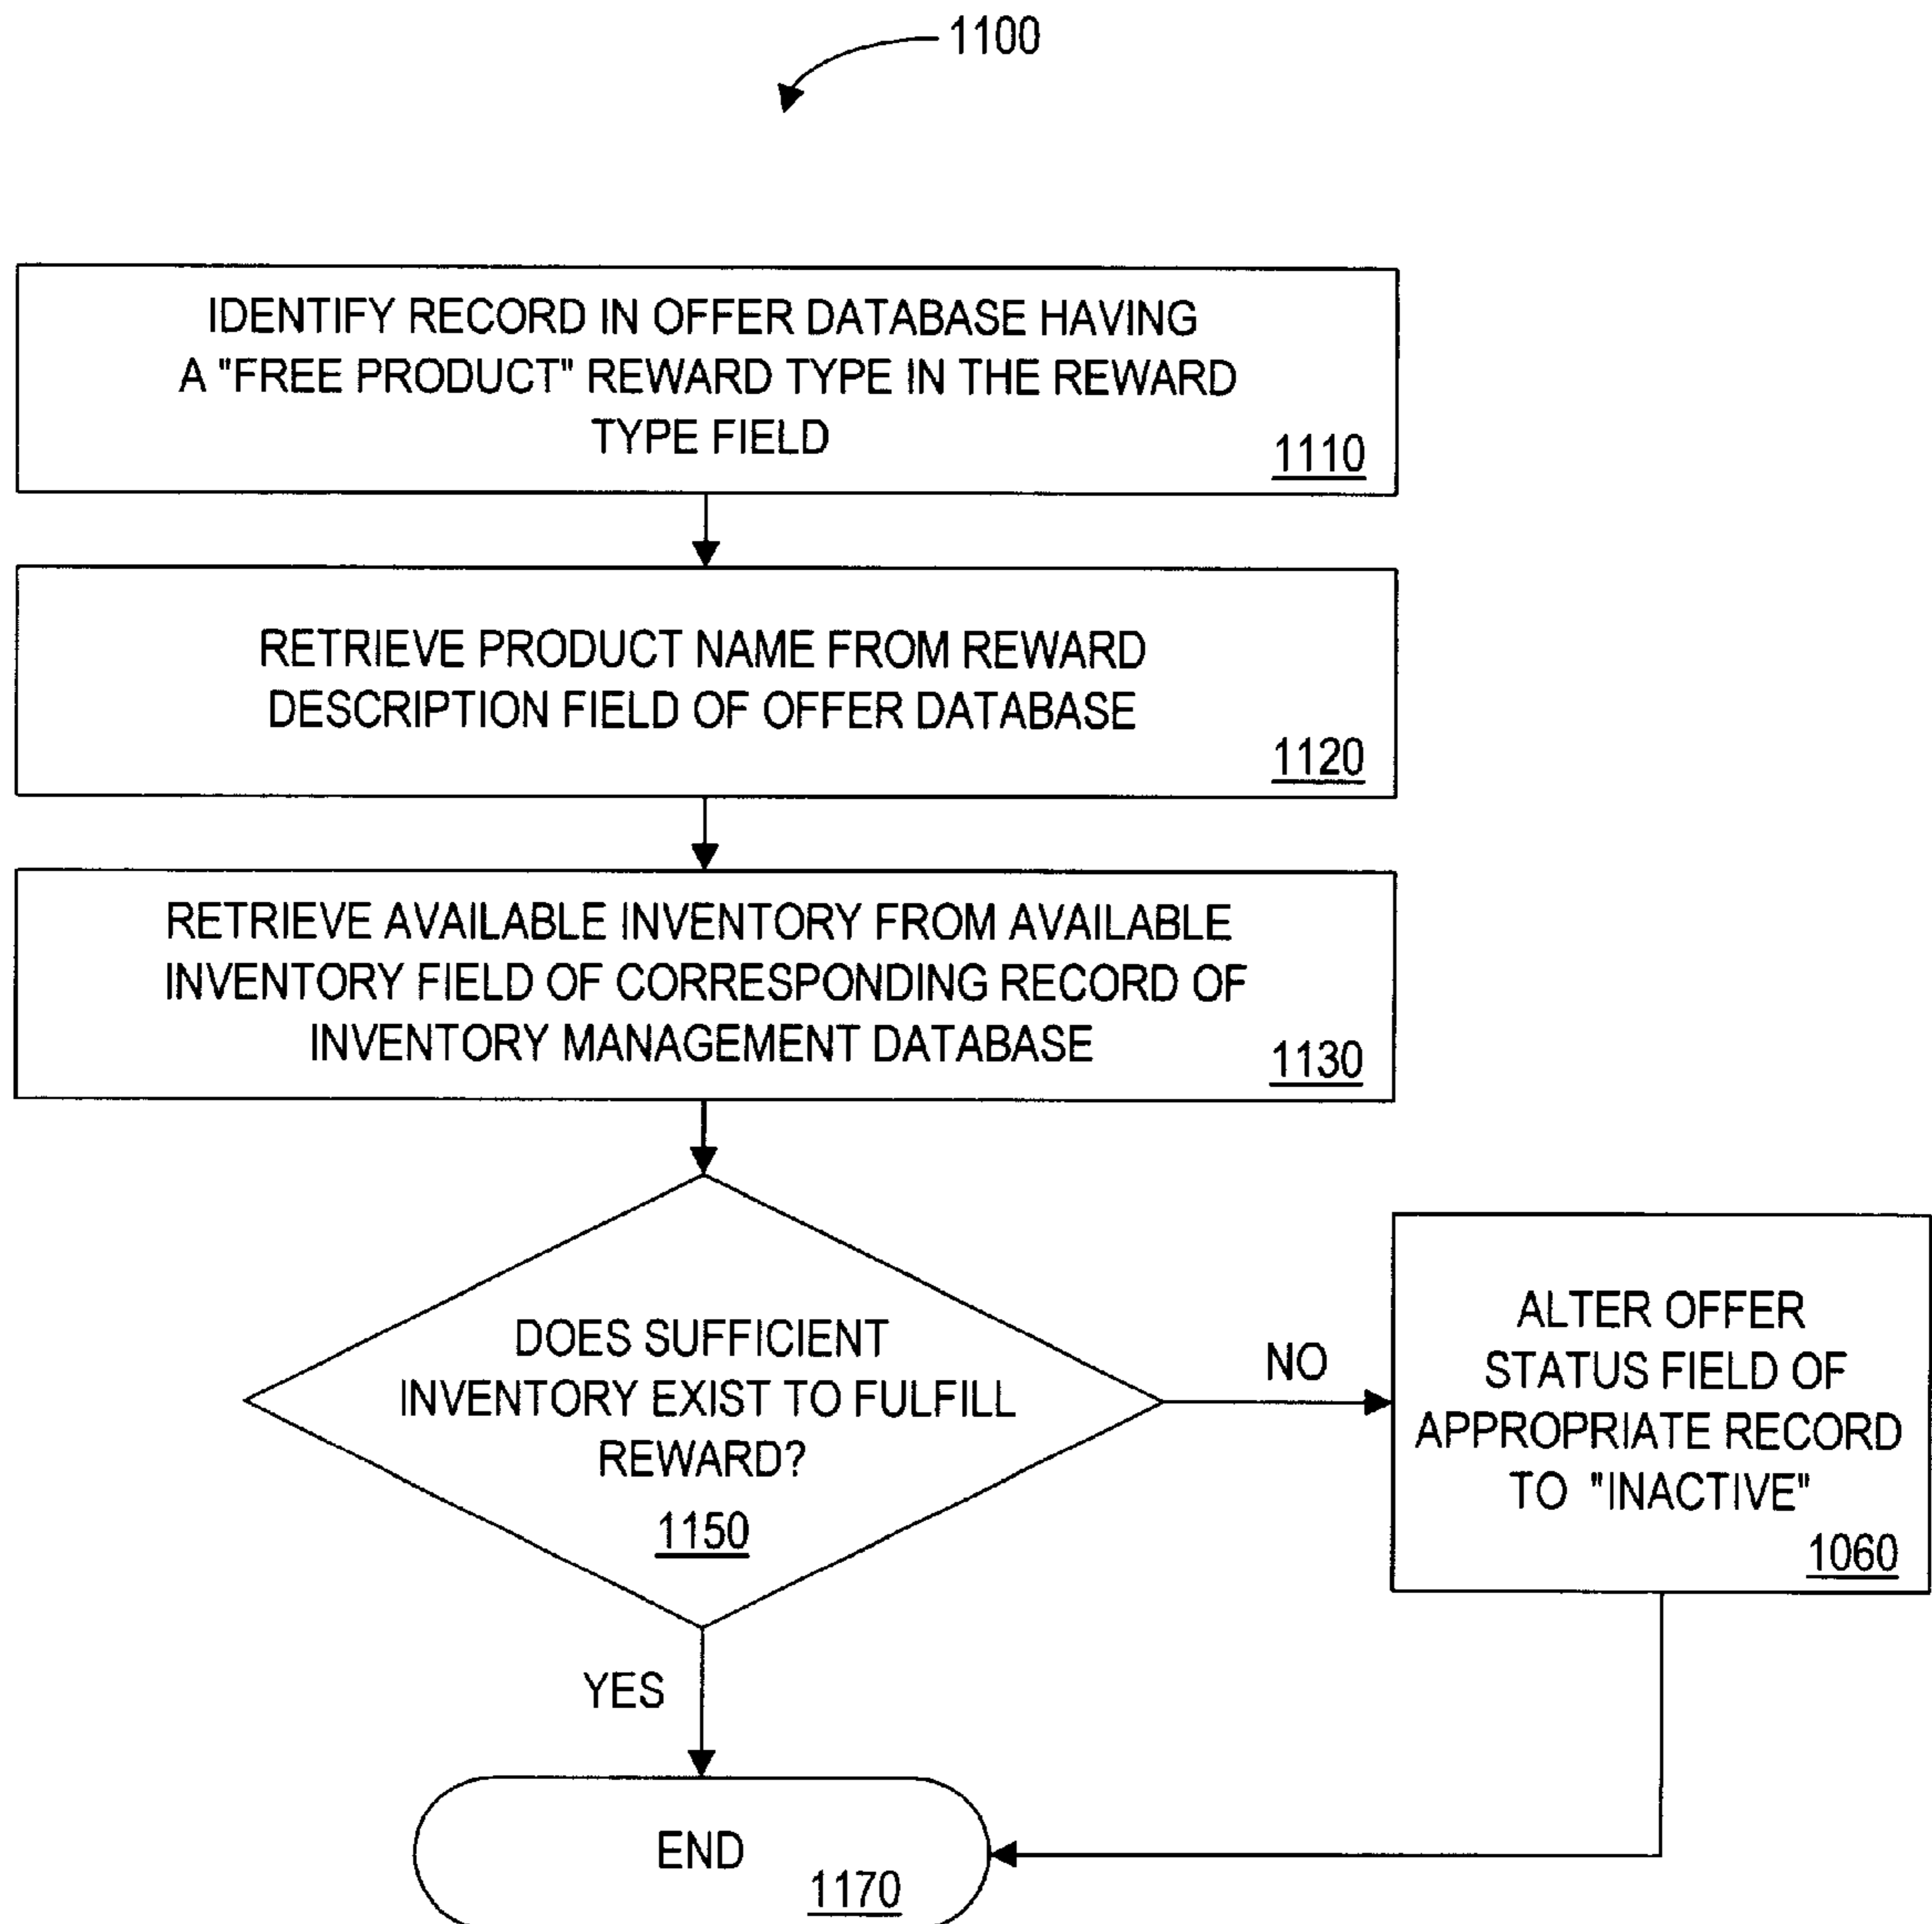 1100
IDENTIFY RECORD IN OFFER DATABASE HAVING
A "FREE PRODUCT" REWARD TYPE IN THE REWARD
TYPE FIELD
1110
RETRIEVE PRODUCT NAME FROM REWARD
DESCRIPTION FIELD OF OFFER DATABASE
1120
RETRIEVE AVAILABLE INVENTORY FROM AVAILABLE
INVENTORY FIELD OF CORRESPONDING RECORD OF
INVENTORY MANAGEMENT DATABASE
1130
DOES SUFFICIENT
INVENTORY EXIST TO FULFILL
REWARD?
1150
NO
ALTER OFFER
STATUS FIELD OF
APPROPRIATE RECORD
TO "INACTIVE"
1060
YES
END
1170